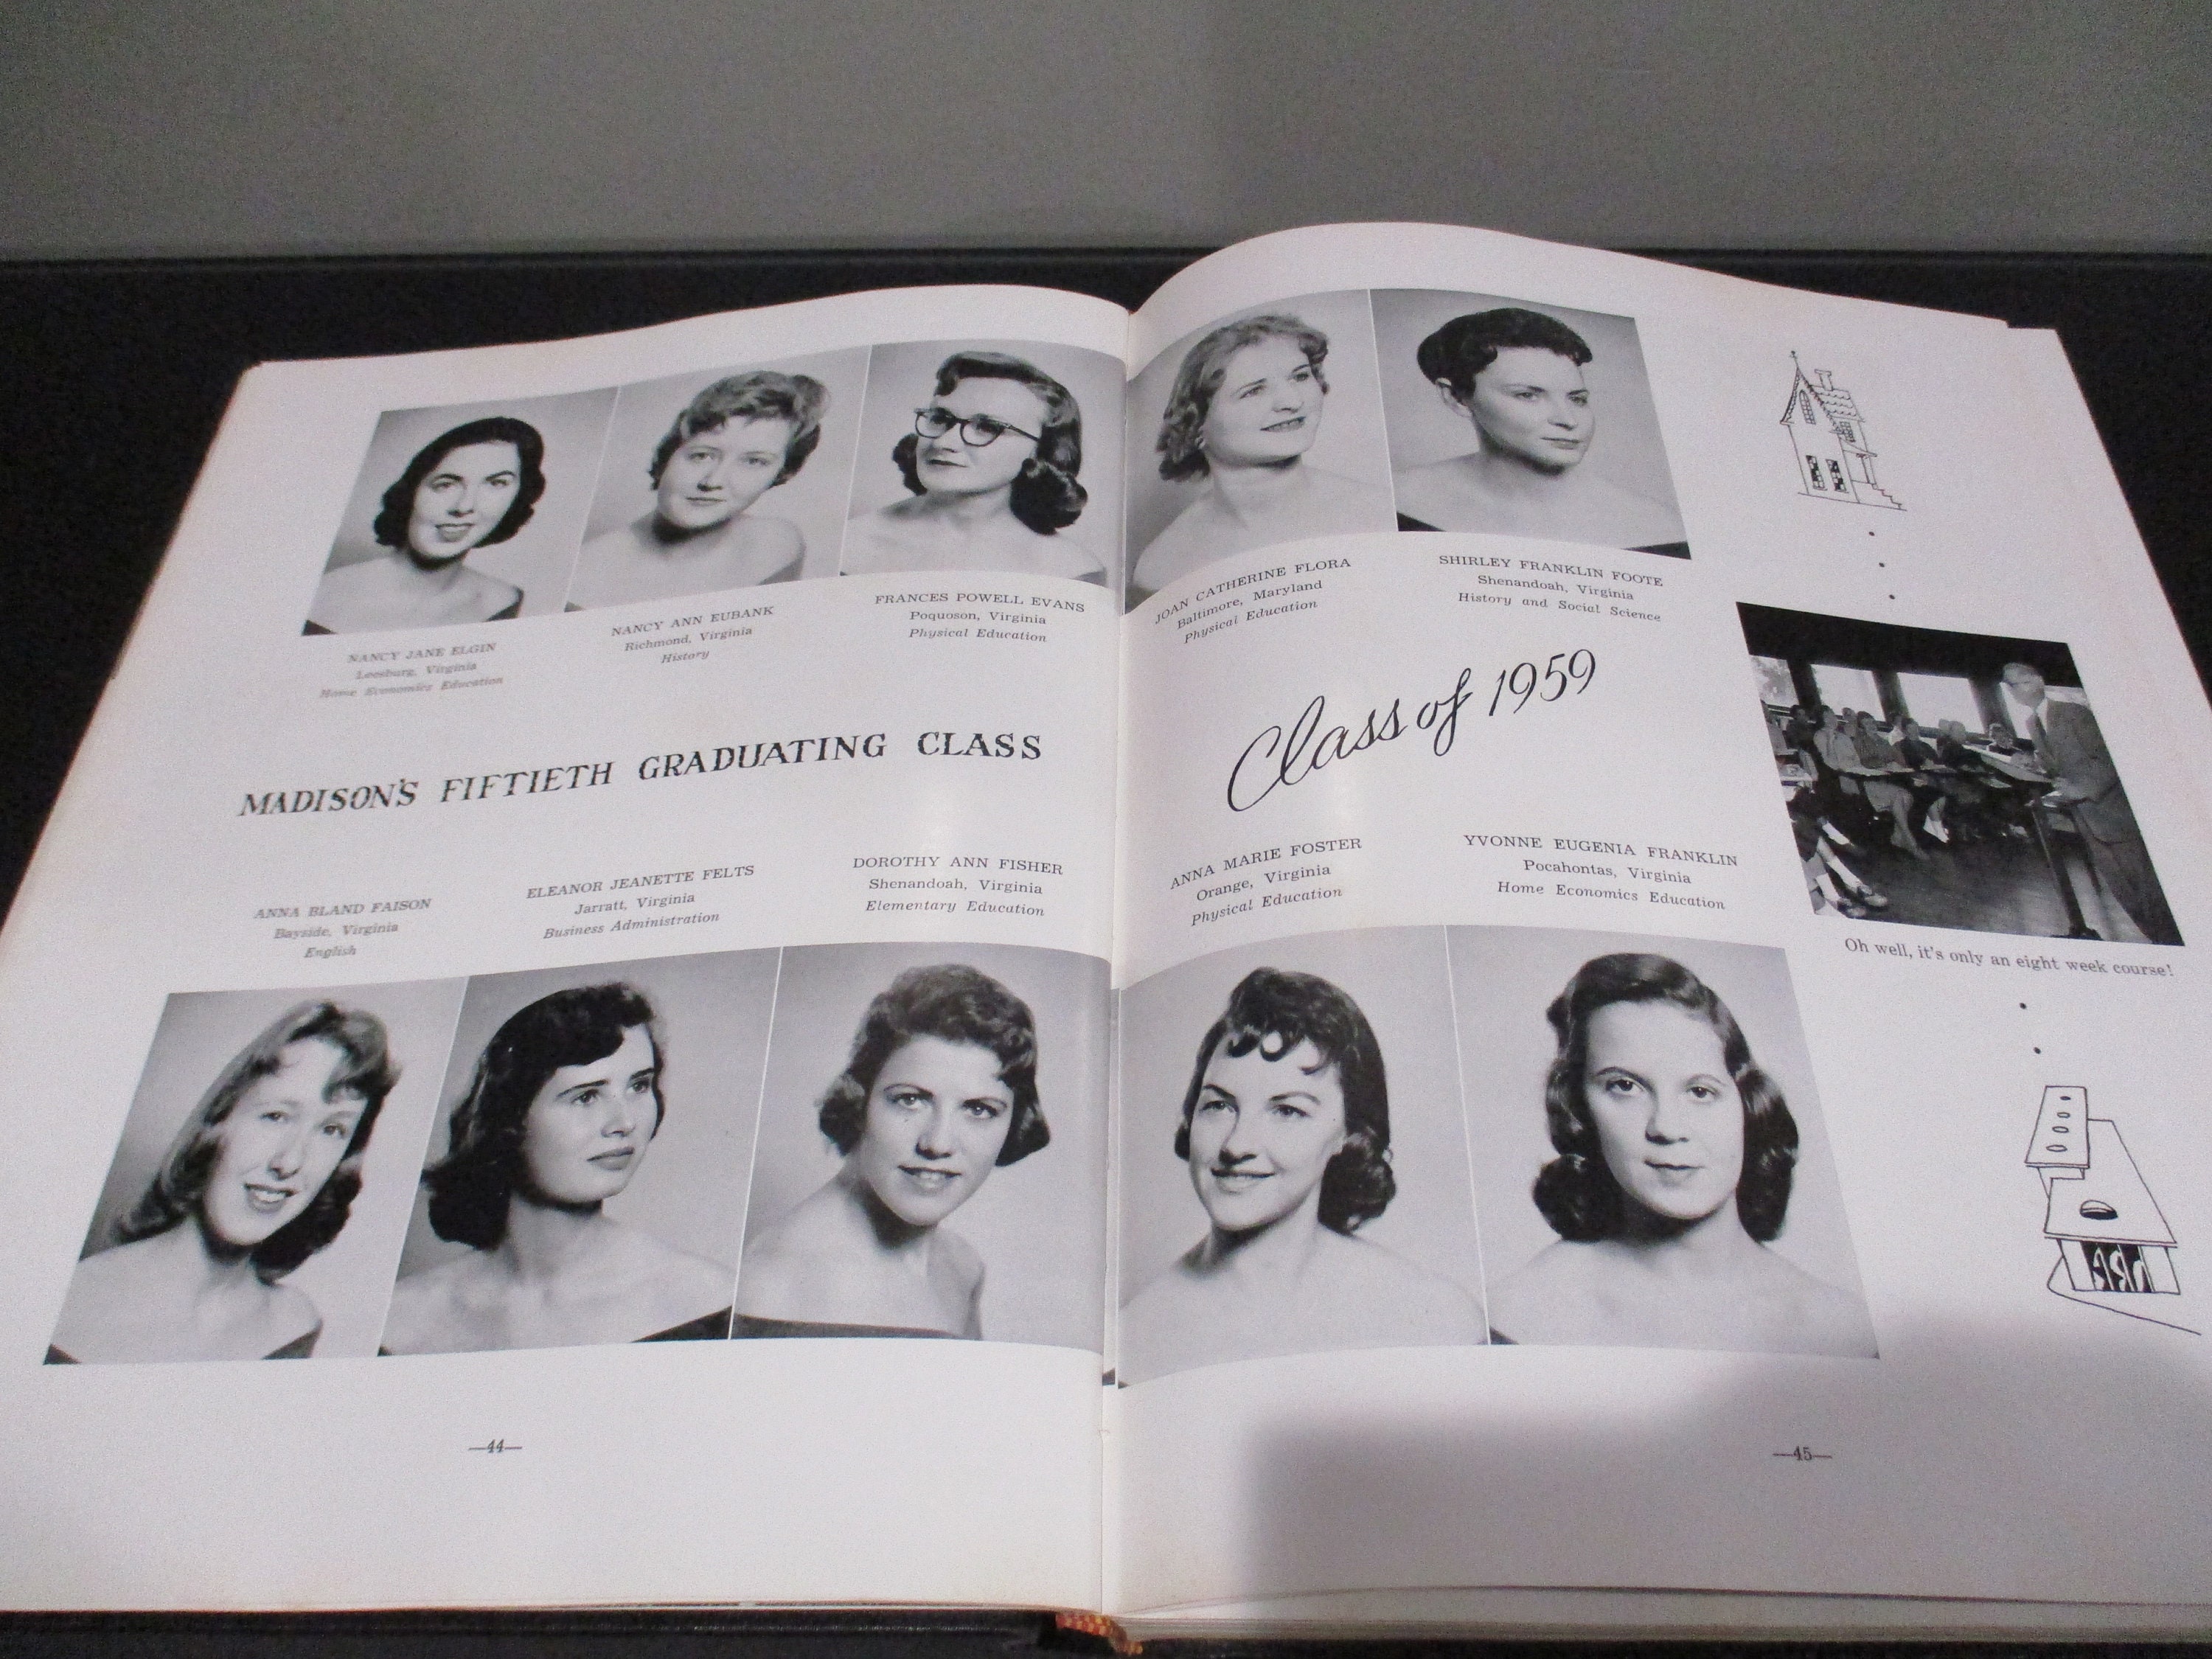 NANCY JANE ELGIN
Leesburg, Virginia
Home Economics Education
NANCY ANN EUBANK
Richmond, Virginia
History
FRANCES POWELL EVANS
Poquoson, Virginia
Physical Education
MADISON'S FIFTIETH GRADUATING CLASS
ANNA BLAND FAISON
Bayside, Virginia
English
ELEANOR JEANETTE FELTS
Jarratt, Virginia
Business Administration
DOROTHY ANN FISHER
Shenandoah, Virginia
Elementary Education
—44—
JOAN CATHERINE FLORA
Baltimore, Maryland
Physical Education
SHIRLEY FRANKLIN FOOTE
Shenandoah, Virginia
History and Social Science
Class of 1959
ANNA MARIE FOSTER
Orange, Virginia
Physical Education
YVONNE EUGENIA FRANKLIN
Pocahontas, Virginia
Home Economics Education
Oh well, it's only an eight week course!
—45—